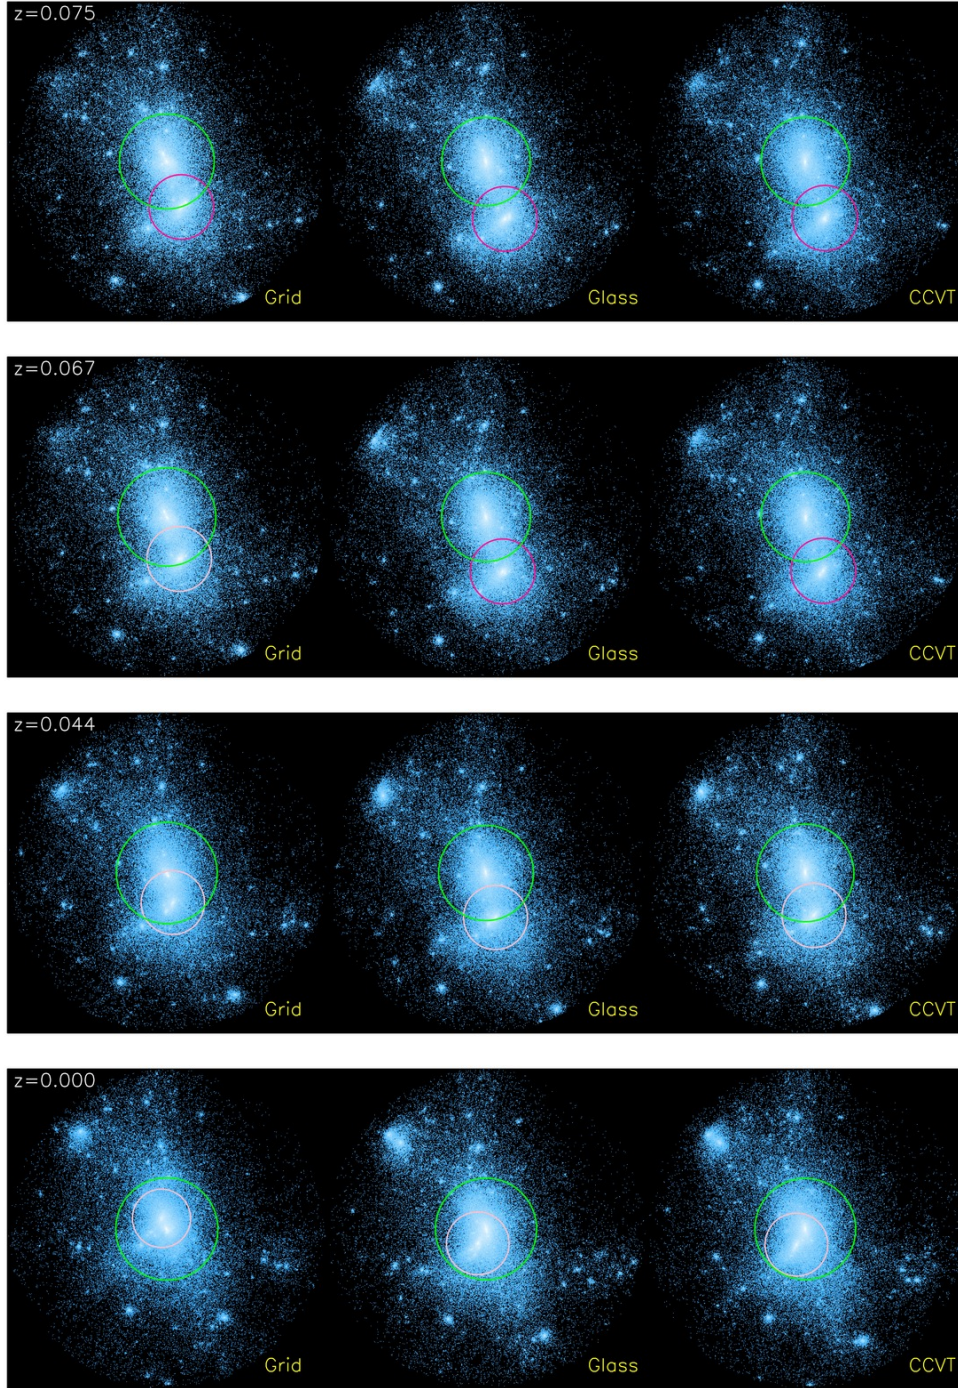 z=0.075
Grid Glass CCVT
z=0.067
Grid Glass CCVT
z=0.044
Grid Glass CCVT
z=0.000
Grid Glass CCVT